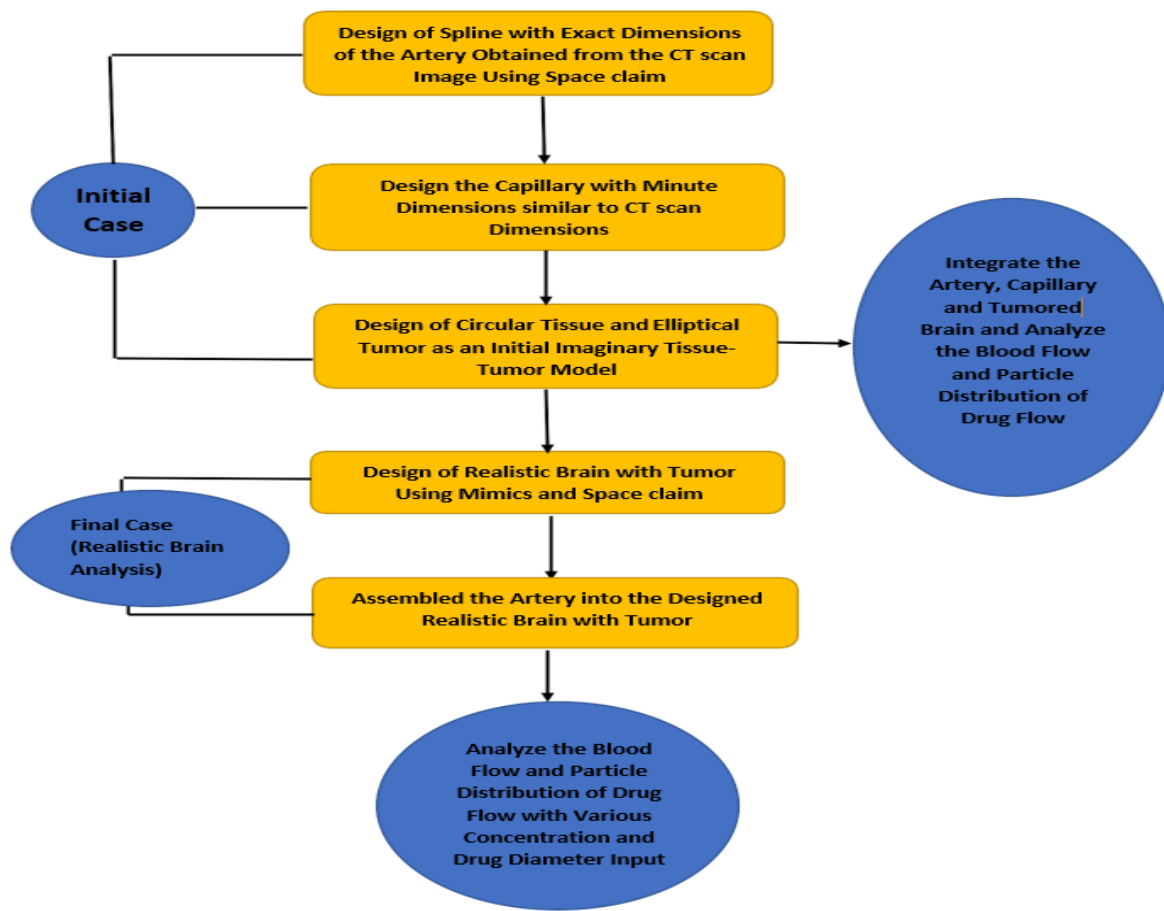 Design of Spline with Exact Dimensions
of the Artery Obtained from the CT scan
Image Using Space claim
Initial
Case
Design the Capillary with Minute
Dimensions similar to CT scan
Dimensions
Design of Circular Tissue and Elliptical
Tumor as an Initial Imaginary Tissue-
Tumor Model
Integrate the
Artery, Capillary
and Tumored
Brain and Analyze
the Blood Flow
and Particle
Distribution of
Drug Flow
Design of Realistic Brain with Tumor
Using Mimics and Space claim
Final Case
(Realistic Brain
Analysis)
Assembled the Artery into the Designed
Realistic Brain with Tumor
Analyze the Blood
Flow and Particle
Distribution of Drug
Flow with Various
Concentration and
Drug Diameter Input